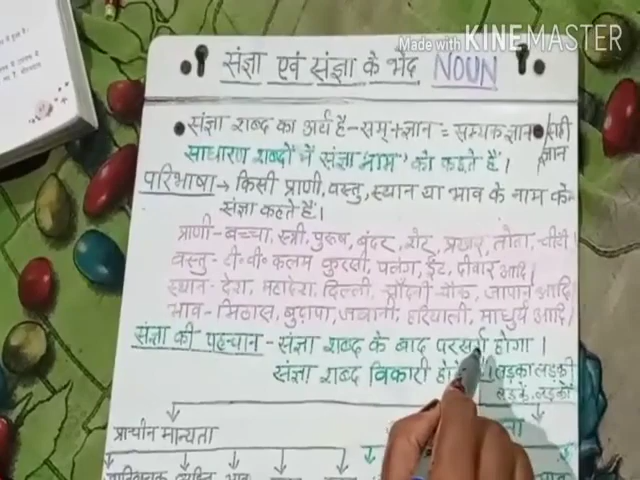 Made with KINEMASTER
संज्ञा एवं संज्ञा के भेद NOUN
संज्ञा शब्द का अर्थ है - सम् + ज्ञान = सम्यक ज्ञान
सही ज्ञान
साधारण शब्दों में संज्ञा "नाम" को कहते हैं।
परिभाषा → किसी प्राणी, वस्तु, स्थान या भाव के नाम को
संज्ञा कहते हैं।
प्राणी - बच्चा, स्त्री, पुरुष, बंदर, शेर, प्रखर, तोता,
वस्तु - टी॰ वी॰ कलम कुरसी, पलंग, ईंट, दीवार आदि।
स्थान - देश, महादेश, दिल्ली, चाँदनी चौक, जापान आदि
भाव - मिठास, बुढ़ापा, जवानी, हरियाली, माधुर्य आदि।
संज्ञा की पहचान - संज्ञा शब्द के बाद परसर्ग होगा।
संज्ञा शब्द विकारी होते
लड़का लड़की
लड़के, लड़कों
प्राचीन मान्यता